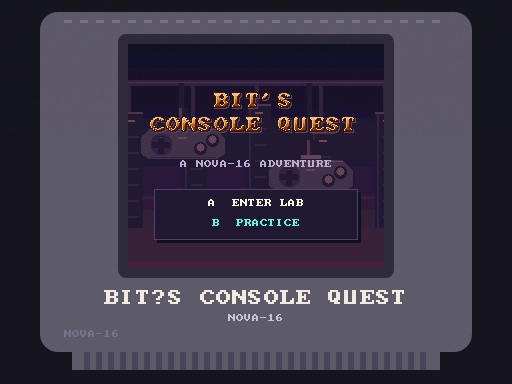 BIT'S
CONSOLE QUEST
A NOVA-16 ADVENTURE
A ENTER LAB
B PRACTICE
BIT?S CONSOLE QUEST
NOVA-16
NOVA-16